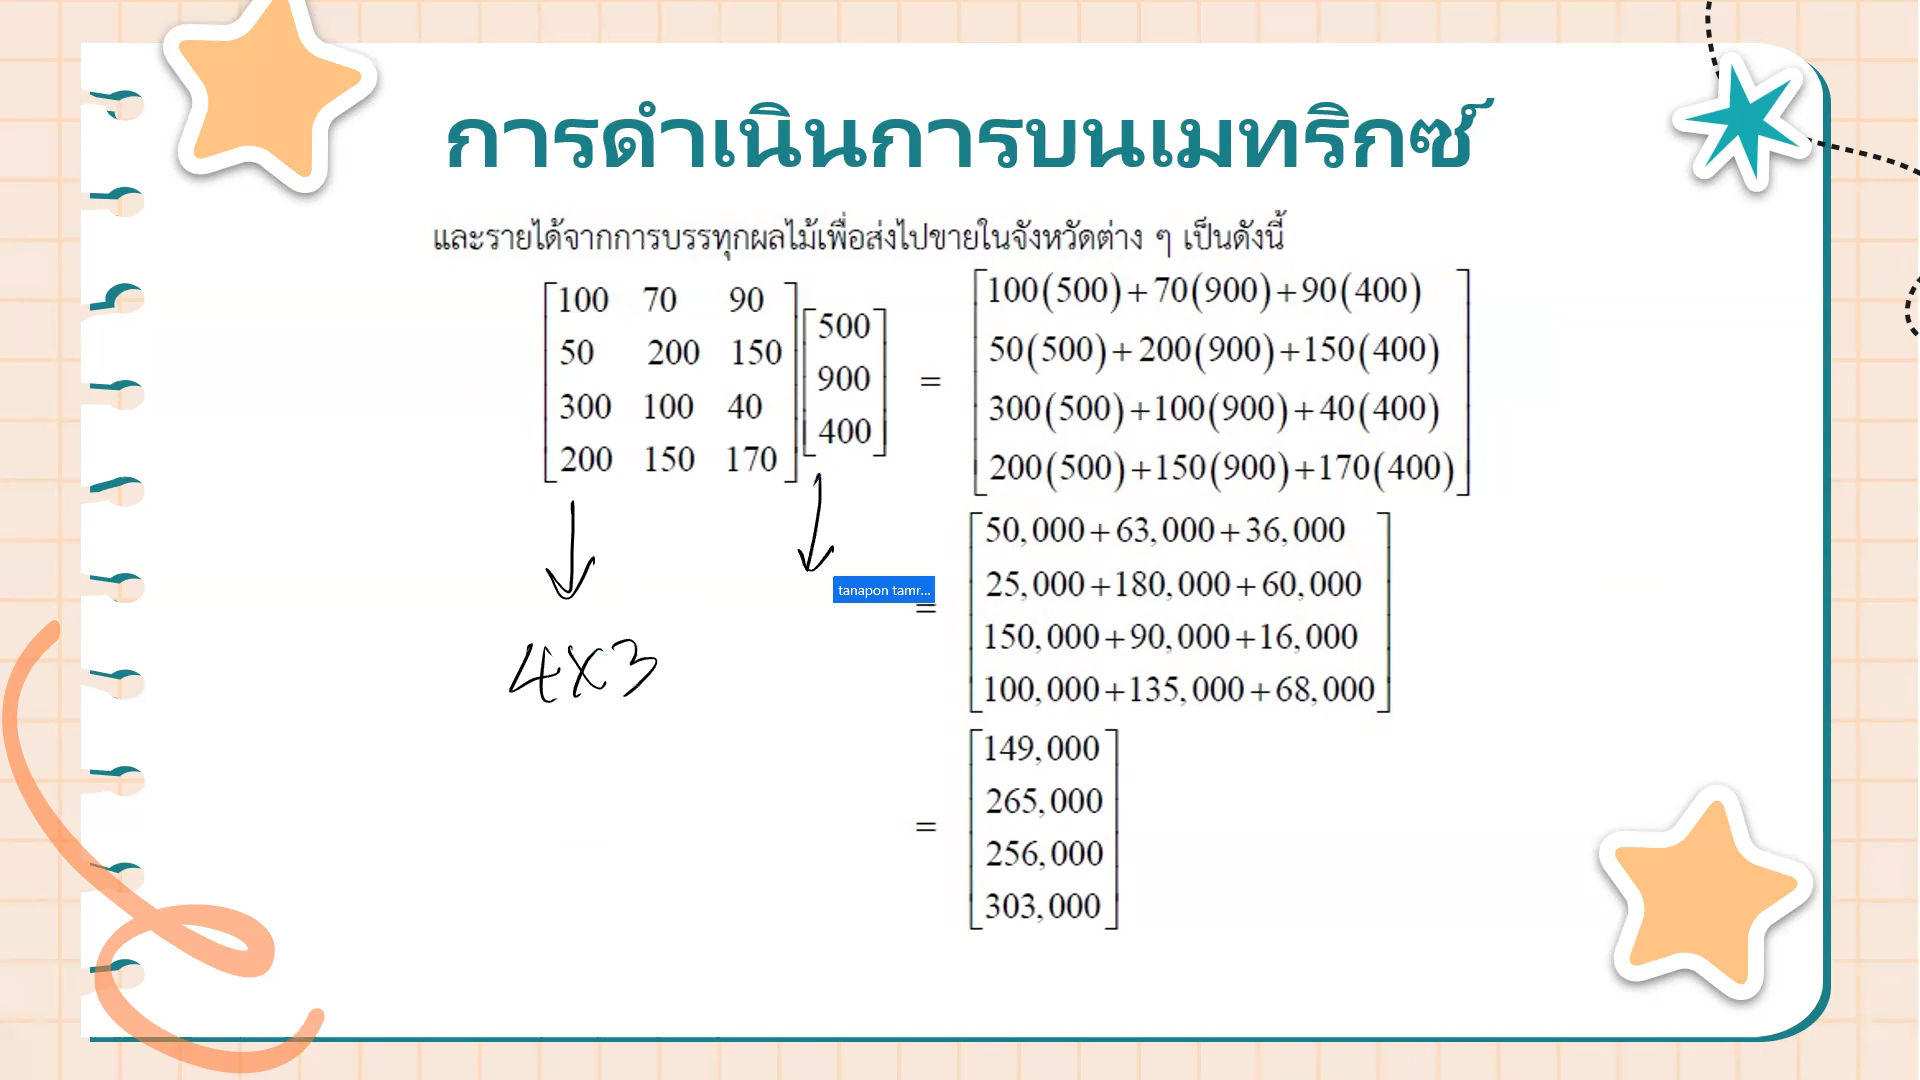 การดำเนินการบนเมทริกซ์
และรายได้จากการบรรทุกผลไม้เพื่อส่งไปขายในจังหวัดต่าง ๆ เป็นดังนี้
100 70 90
50 200 150
300 100 40
200 150 170
500
900
400
=
100(500)+70(900)+90(400)
50(500)+200(900)+150(400)
300(500)+100(900)+40(400)
200(500)+150(900)+170(400)
4×3
tanapon tamr...
=
50,000+63,000+36,000
25,000+180,000+60,000
150,000+90,000+16,000
100,000+135,000+68,000
=
149,000
265,000
256,000
303,000